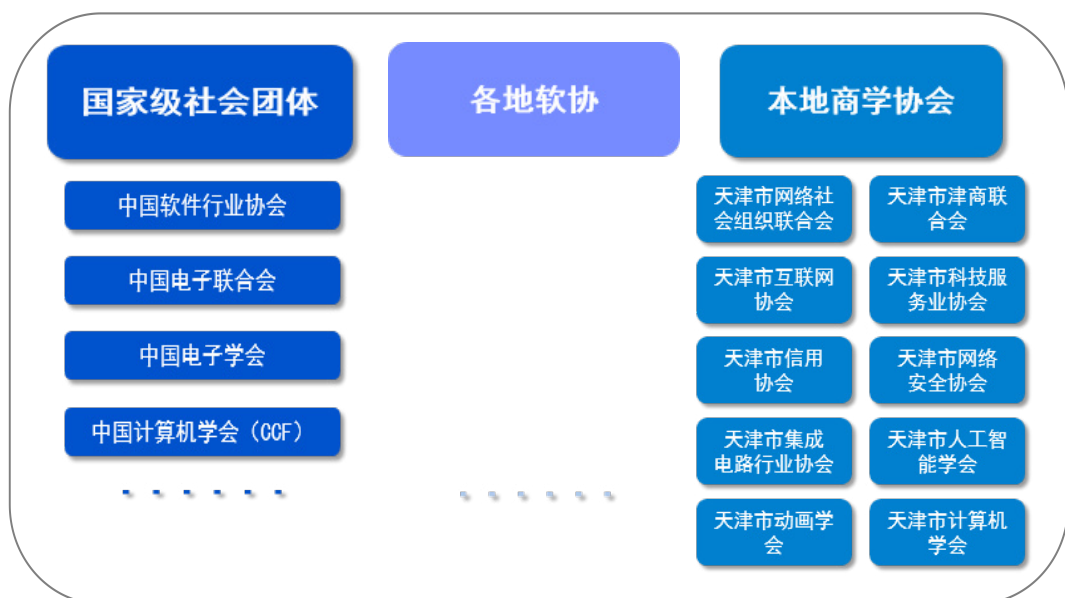 国家级社会团体
各地软协
本地商学协会
中国软件行业协会
中国电子联合会
中国电子学会
中国计算机学会（CCF）
······
······
天津市网络社
会组织联合会
天津市津商联
合会
天津市互联网
协会
天津市科技服
务业协会
天津市信用
协会
天津市网络
安全协会
天津市集成
电路行业协会
天津市人工智
能学会
天津市动画学
会
天津市计算机
学会